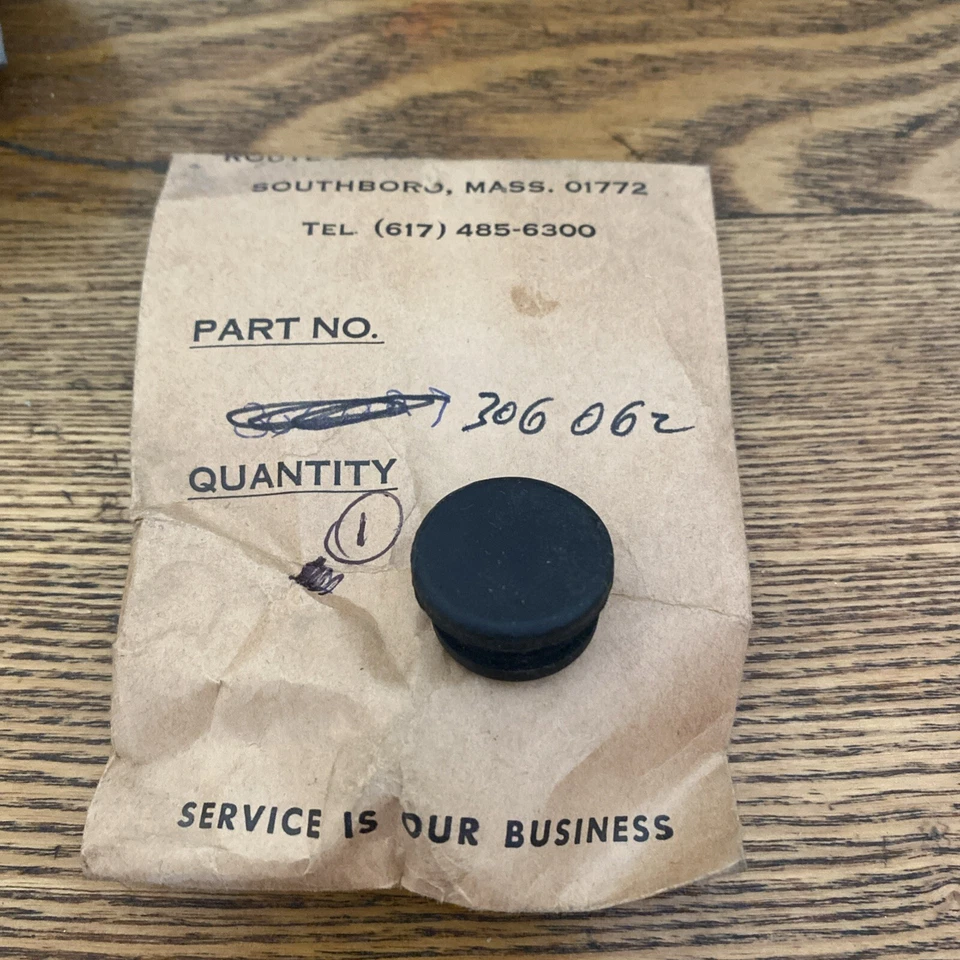 SOUTHBORO, MASS. 01772
TEL. (617) 485-6300
PART NO.
306 062
QUANTITY
1
SERVICE IS OUR BUSINESS